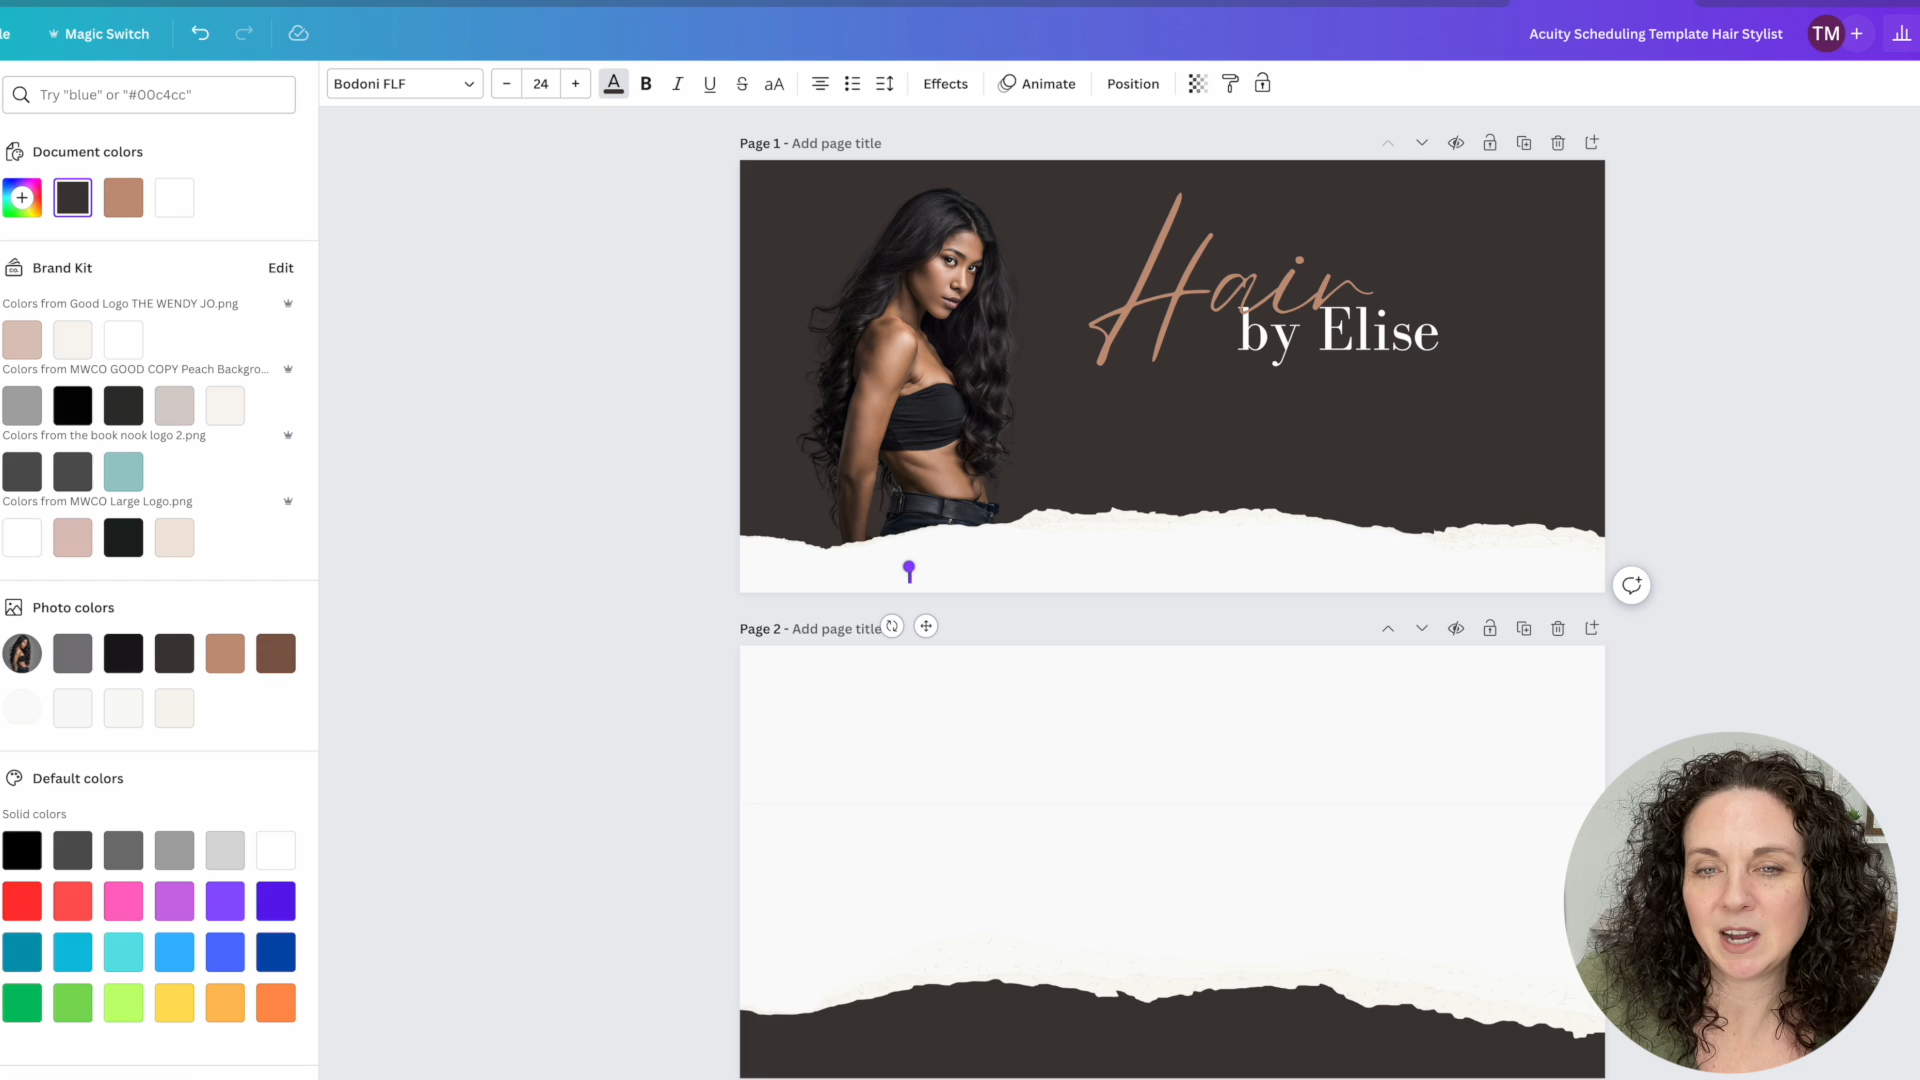 le
Magic Switch
Acuity Scheduling Template Hair Stylist
TM
+
Try "blue" or "#00c4cc"
Bodoni FLF
– 24 +
A B I U S aA
Effects
Animate
Position
Document colors
Brand Kit
Edit
Colors from Good Logo THE WENDY JO.png
Colors from MWCO GOOD COPY Peach Backgro...
Colors from the book nook logo 2.png
Colors from MWCO Large Logo.png
Photo colors
Default colors
Solid colors
Page 1 - Add page title
Hair
by Elise
Page 2 - Add page title